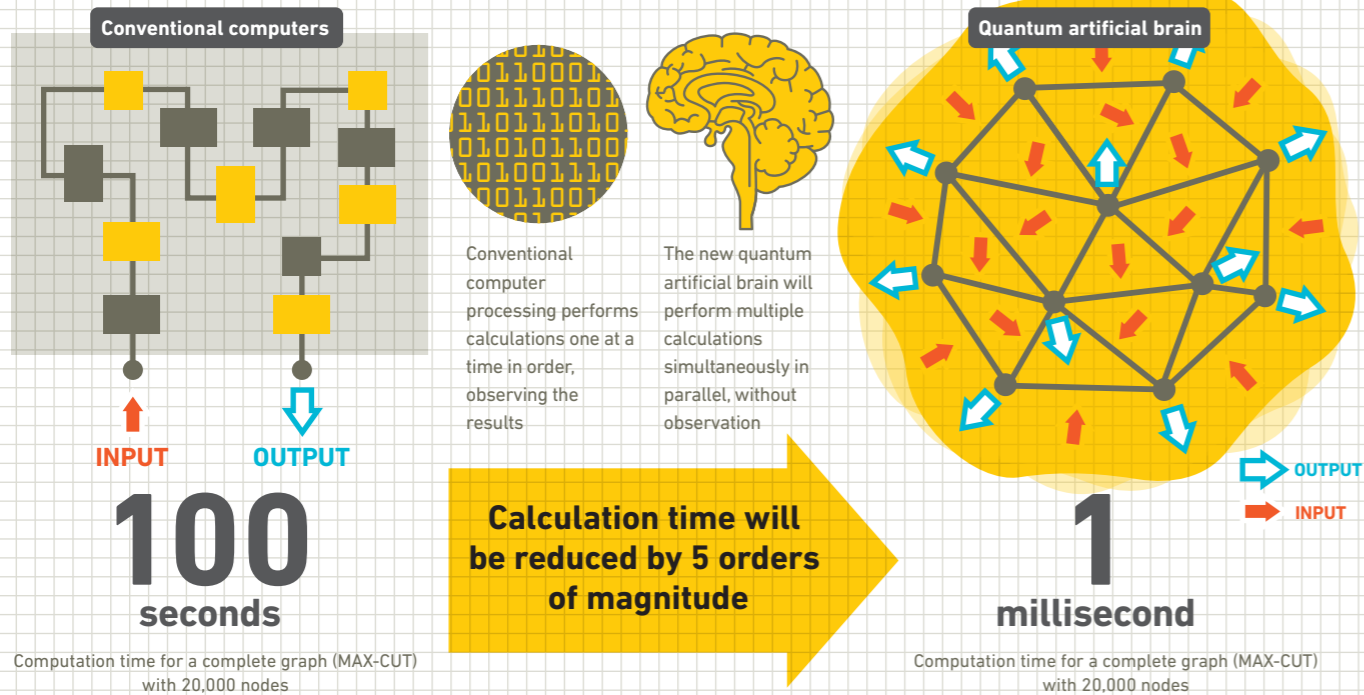 Conventional computers
Quantum artificial brain
Conventional
computer
processing performs
calculations one at a
time in order,
observing the
results
The new quantum
artificial brain will
perform multiple
calculations
simultaneously in
parallel, without
observation
INPUT
OUTPUT
OUTPUT
INPUT
100
seconds
Calculation time will
be reduced by 5 orders
of magnitude
1
millisecond
Computation time for a complete graph (MAX-CUT)
with 20,000 nodes
Computation time for a complete graph (MAX-CUT)
with 20,000 nodes